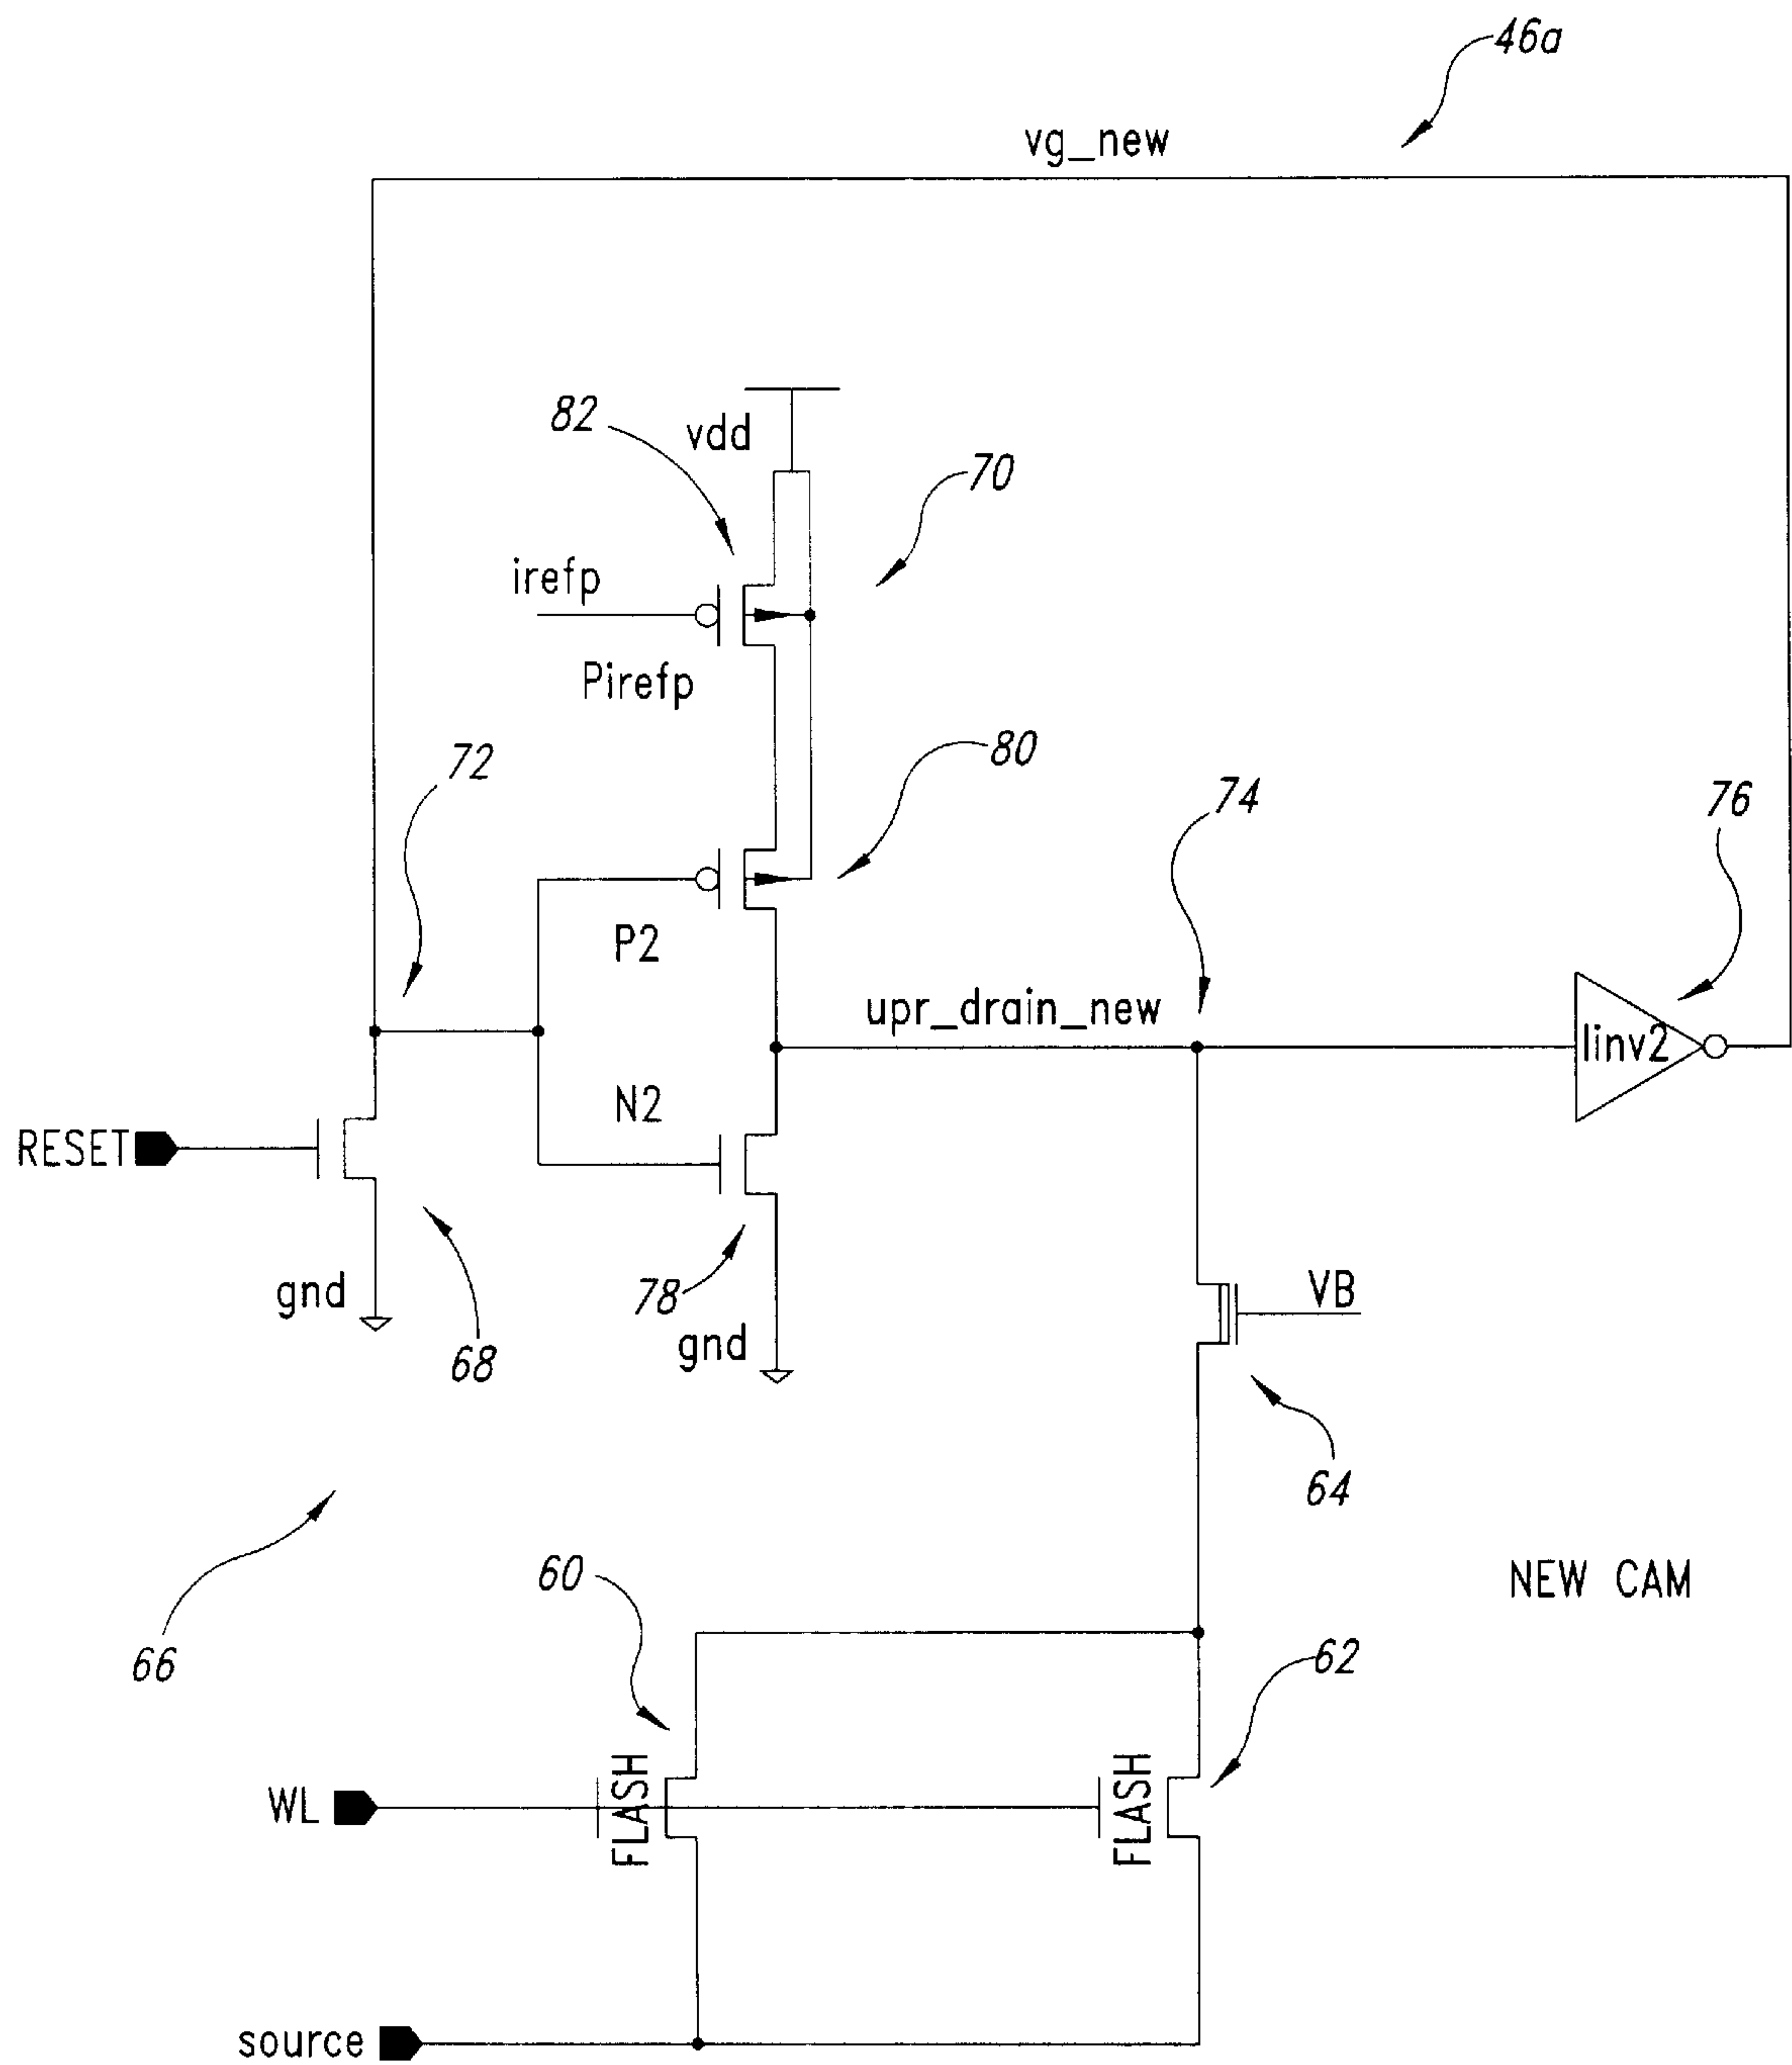 46a
vg_new
82
vdd
70
irefp
Pirefp
72
80
74
76
P2
upr_drain_new
Iinv2
N2
RESET
gnd
78
VB
68
gnd
64
60
NEW CAM
66
62
FLASH
FLASH
WL
source